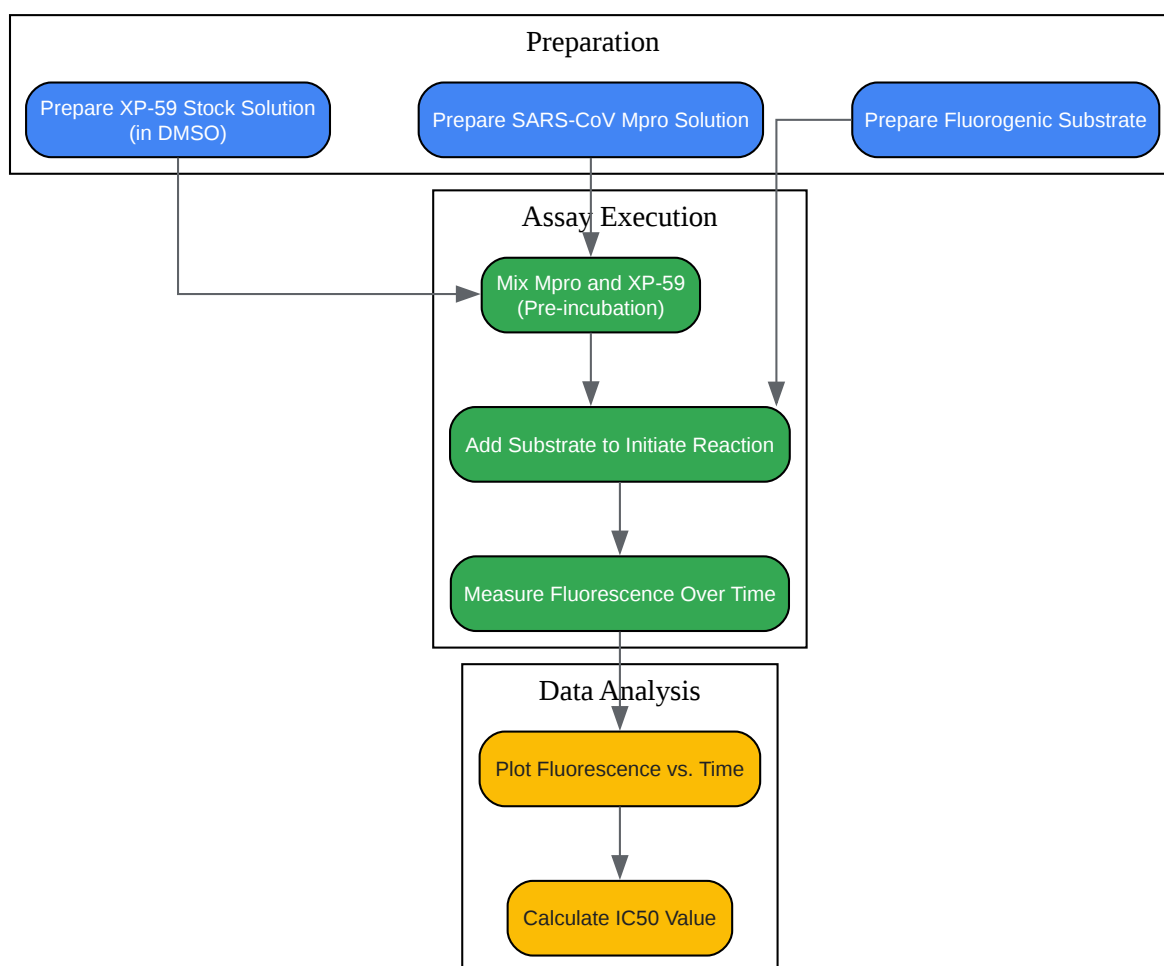 Preparation
Prepare XP-59 Stock Solution
(in DMSO)
Prepare SARS-CoV Mpro Solution
Prepare Fluorogenic Substrate
Assay Execution
Mix Mpro and XP-59
(Pre-incubation)
Add Substrate to Initiate Reaction
Measure Fluorescence Over Time
Data Analysis
Plot Fluorescence vs. Time
Calculate IC50 Value